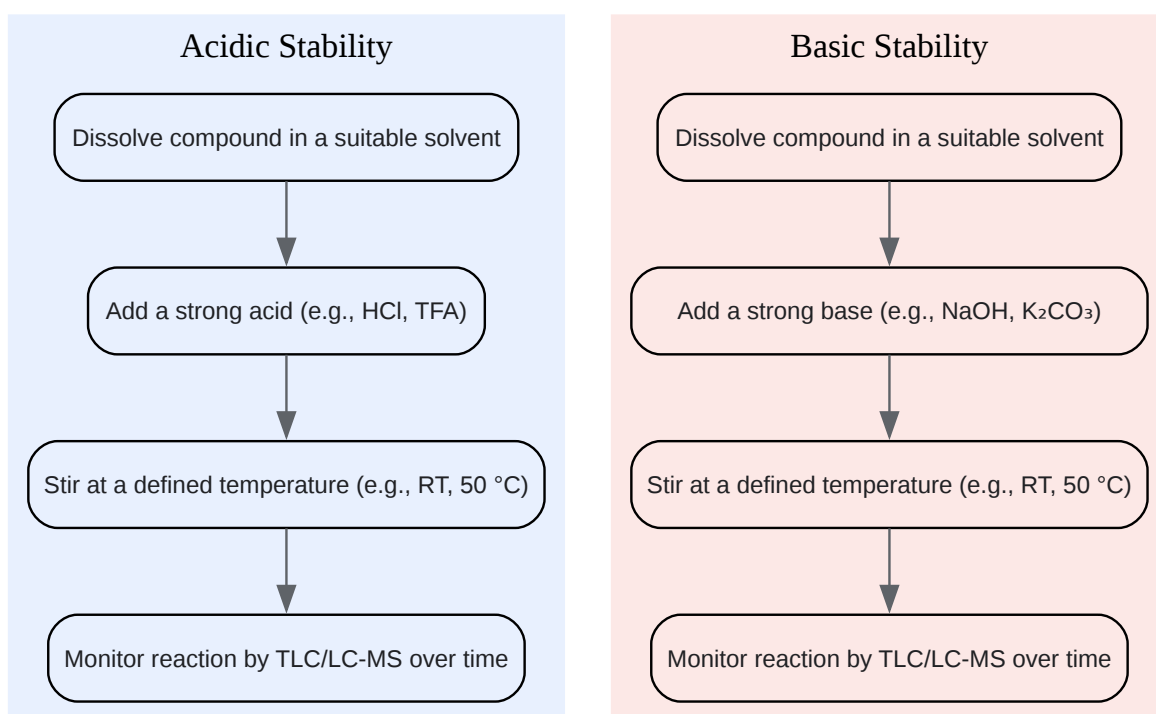 Acidic Stability
Dissolve compound in a suitable solvent
Add a strong acid (e.g., HCl, TFA)
Stir at a defined temperature (e.g., RT, 50 °C)
Monitor reaction by TLC/LC-MS over time
Basic Stability
Dissolve compound in a suitable solvent
Add a strong base (e.g., NaOH, K₂CO₃)
Stir at a defined temperature (e.g., RT, 50 °C)
Monitor reaction by TLC/LC-MS over time